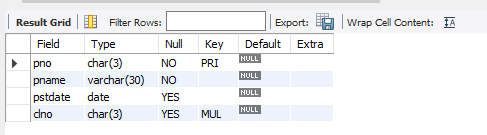 Result Grid Filter Rows: Export: Wrap Cell Content:
Field Type Null Key Default Extra
pno char(3) NO PRI NULL
pname varchar(30) NO NULL
pstdate date YES NULL
clno char(3) YES MUL NULL